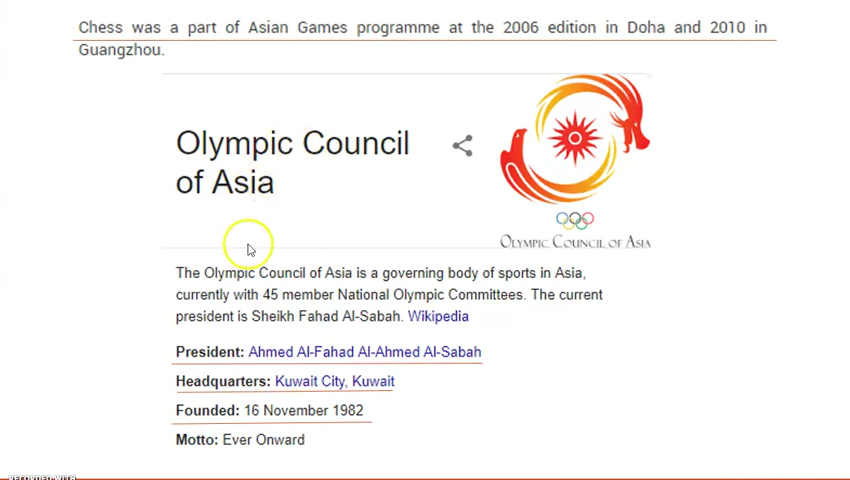 Chess was a part of Asian Games programme at the 2006 edition in Doha and 2010 in
Guangzhou.
Olympic Council
of Asia
OLYMPIC COUNCIL OF ASIA
The Olympic Council of Asia is a governing body of sports in Asia,
currently with 45 member National Olympic Committees. The current
president is Sheikh Fahad Al-Sabah. Wikipedia
President: Ahmed Al-Fahad Al-Ahmed Al-Sabah
Headquarters: Kuwait City, Kuwait
Founded: 16 November 1982
Motto: Ever Onward
RECORDED WITH